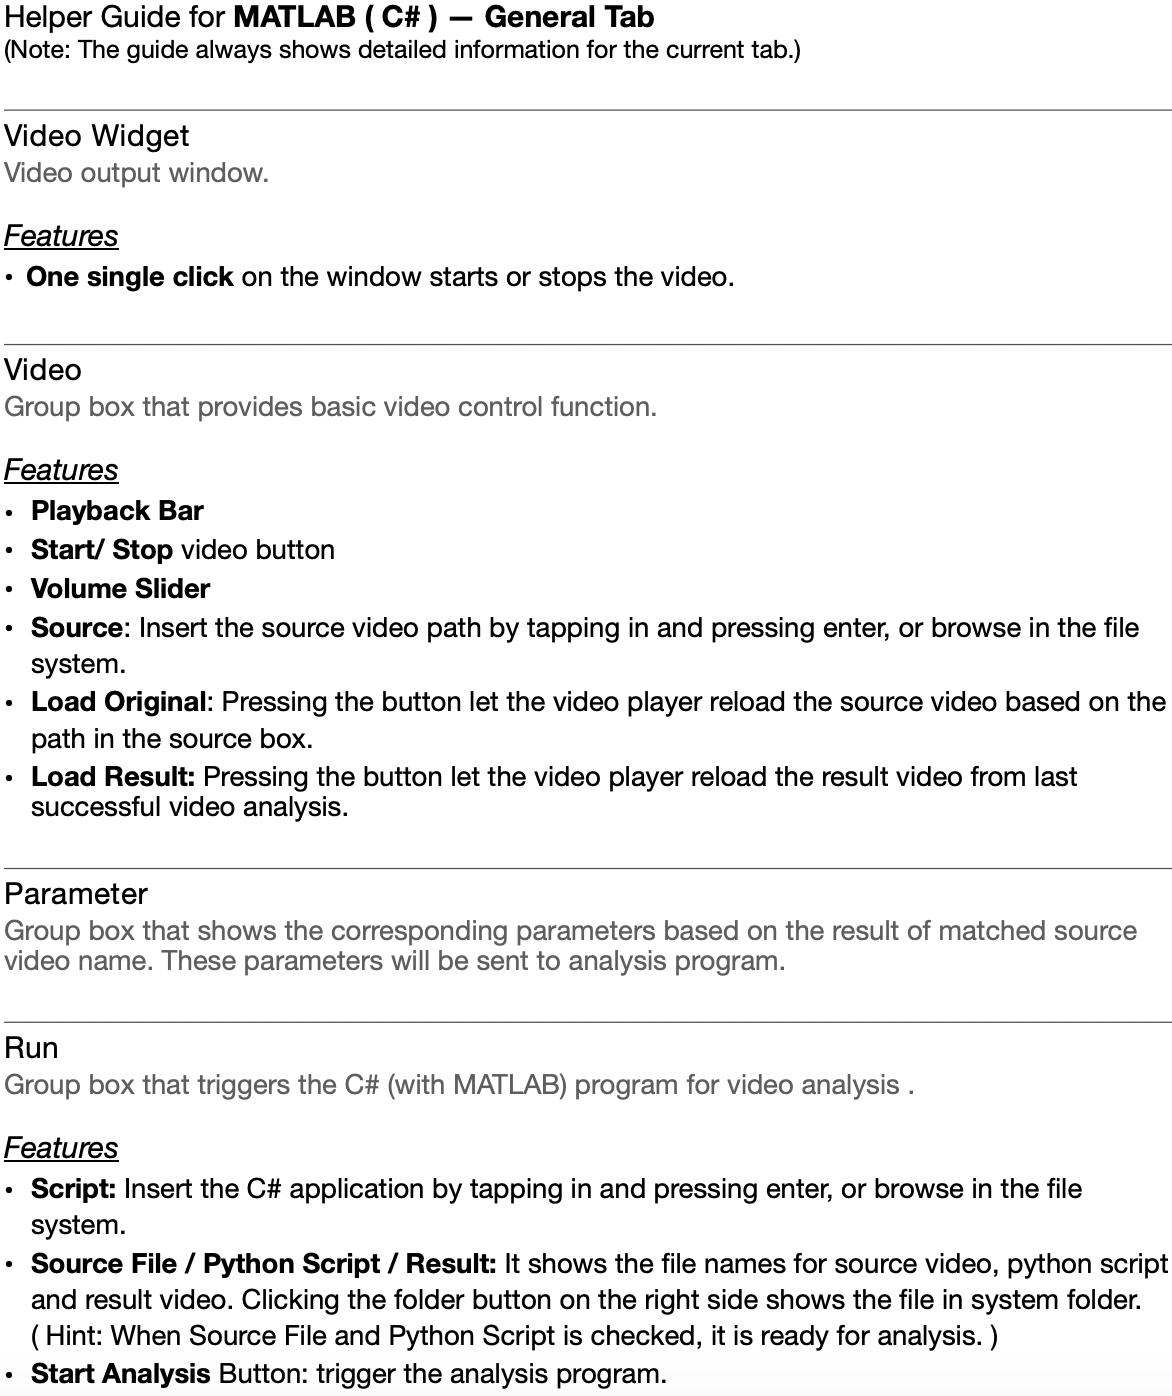 Helper Guide for MATLAB ( C# ) — General Tab
(Note: The guide always shows detailed information for the current tab.)
Video Widget
Video output window.
Features
• One single click on the window starts or stops the video.
Video
Group box that provides basic video control function.
Features
• Playback Bar
• Start/ Stop video button
• Volume Slider
• Source: Insert the source video path by tapping in and pressing enter, or browse in the file
system.
• Load Original: Pressing the button let the video player reload the source video based on the
path in the source box.
• Load Result: Pressing the button let the video player reload the result video from last
successful video analysis.
Parameter
Group box that shows the corresponding parameters based on the result of matched source
video name. These parameters will be sent to analysis program.
Run
Group box that triggers the C# (with MATLAB) program for video analysis .
Features
• Script: Insert the C# application by tapping in and pressing enter, or browse in the file
system.
• Source File / Python Script / Result: It shows the file names for source video, python script
and result video. Clicking the folder button on the right side shows the file in system folder.
( Hint: When Source File and Python Script is checked, it is ready for analysis. )
• Start Analysis Button: trigger the analysis program.